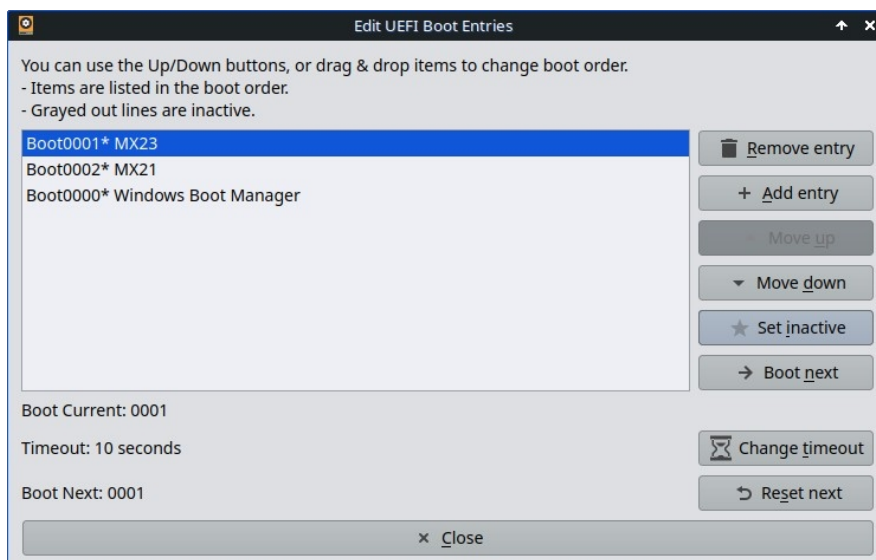 Edit UEFI Boot Entries
You can use the Up/Down buttons, or drag & drop items to change boot order.
- Items are listed in the boot order.
- Grayed out lines are inactive.
Boot0001* MX23
Boot0002* MX21
Boot0000* Windows Boot Manager
Remove entry
+ Add entry
Move up
Move down
Set inactive
Boot next
Boot Current: 0001
Timeout: 10 seconds
Change timeout
Boot Next: 0001
Reset next
Close